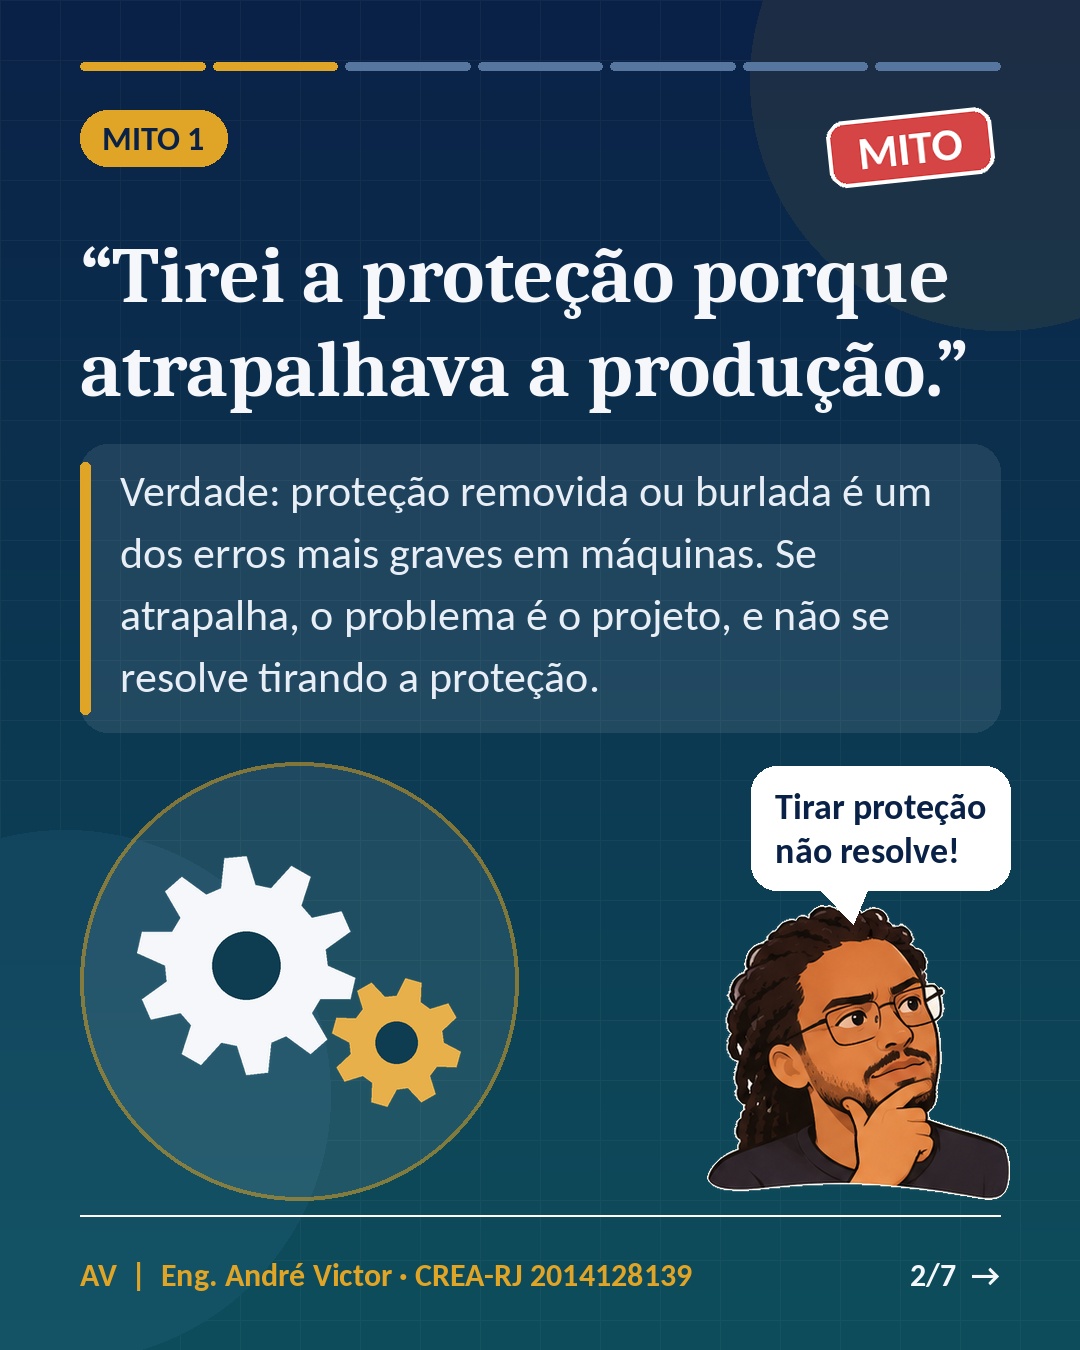 MITO 1
MITO
“Tirei a proteção porque
atrapalhava a produção.”
Verdade: proteção removida ou burlada é um
dos erros mais graves em máquinas. Se
atrapalha, o problema é o projeto, e não se
resolve tirando a proteção.
Tirar proteção
não resolve!
AV | Eng. André Victor · CREA-RJ 2014128139
2/7 →